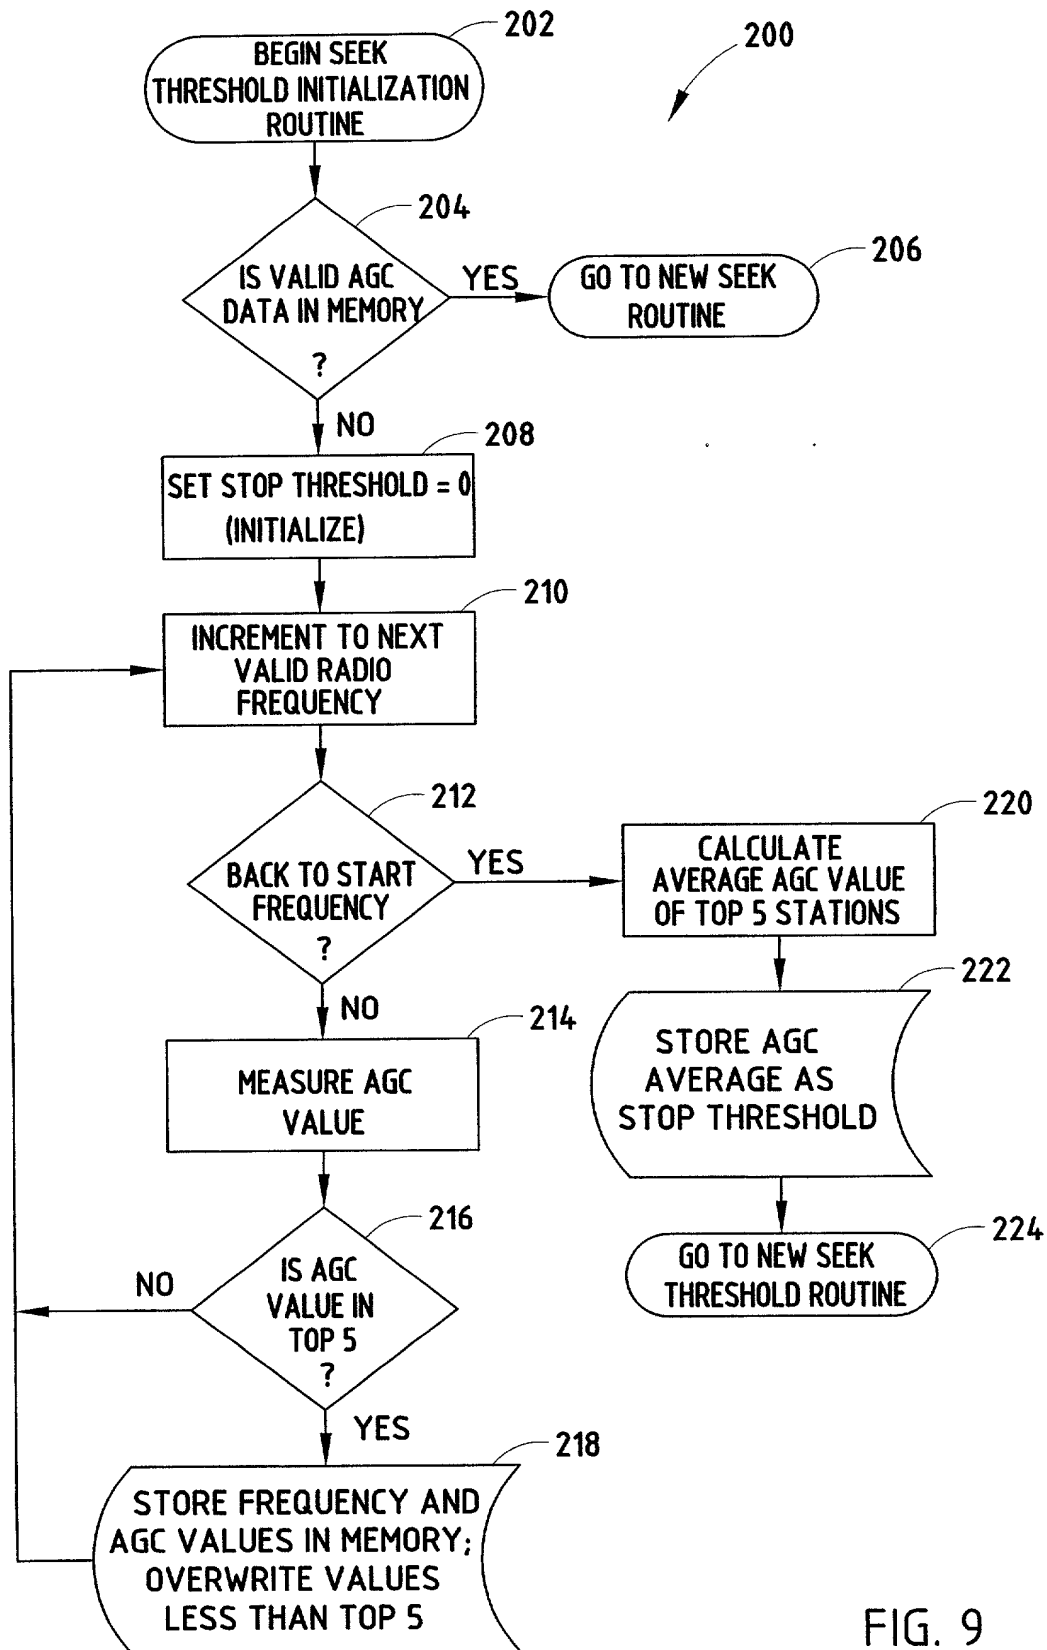 202
200
BEGIN SEEK
THRESHOLD INITIALIZATION
ROUTINE
204
IS VALID AGC
DATA IN MEMORY
?
YES
206
GO TO NEW SEEK
ROUTINE
NO
208
SET STOP THRESHOLD = 0
(INITIALIZE)
210
INCREMENT TO NEXT
VALID RADIO
FREQUENCY
212
BACK TO START
FREQUENCY
?
YES
220
CALCULATE
AVERAGE AGC VALUE
OF TOP 5 STATIONS
222
STORE AGC
AVERAGE AS
STOP THRESHOLD
224
GO TO NEW SEEK
THRESHOLD ROUTINE
NO
214
MEASURE AGC
VALUE
216
IS AGC
VALUE IN
TOP 5
?
NO
YES
218
STORE FREQUENCY AND
AGC VALUES IN MEMORY;
OVERWRITE VALUES
LESS THAN TOP 5
FIG. 9